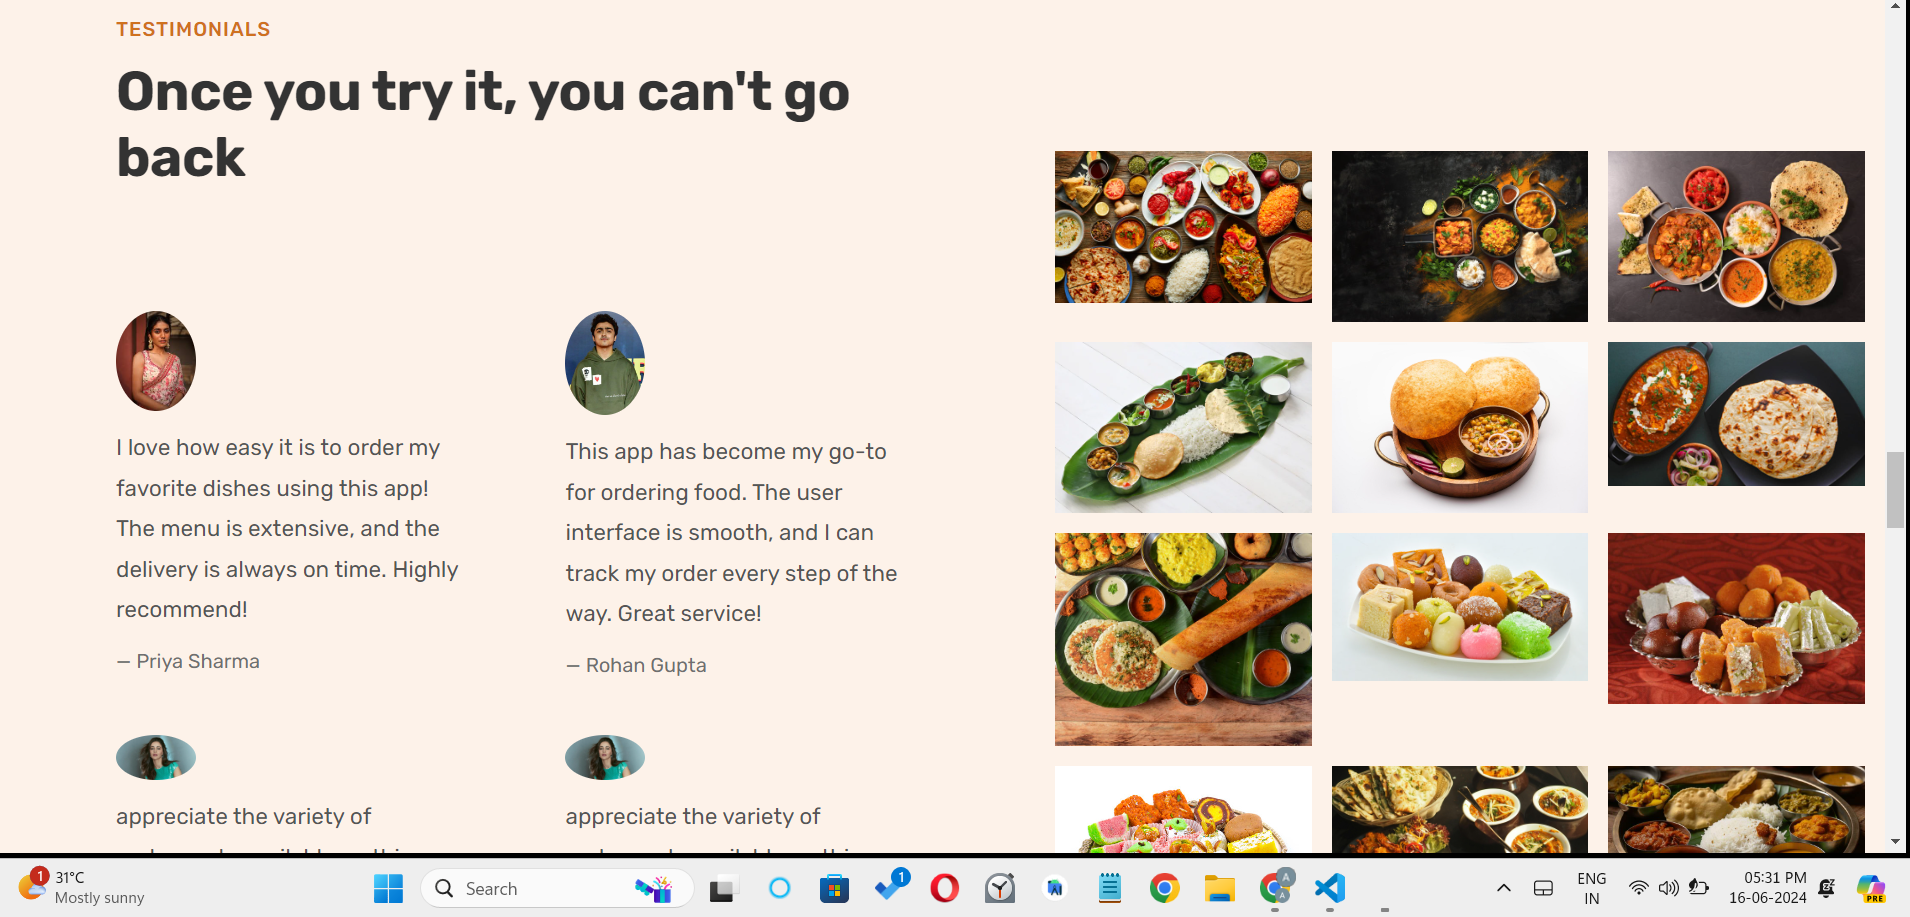 TESTIMONIALS
Once you try it, you can't go
back
I love how easy it is to order my
favorite dishes using this app!
The menu is extensive, and the
delivery is always on time. Highly
recommend!
— Priya Sharma
This app has become my go-to
for ordering food. The user
interface is smooth, and I can
track my order every step of the
way. Great service!
— Rohan Gupta
appreciate the variety of
appreciate the variety of
1
31°C
Mostly sunny
Search
1
A
A
ENG
IN
05:31 PM
16-06-2024
PRE